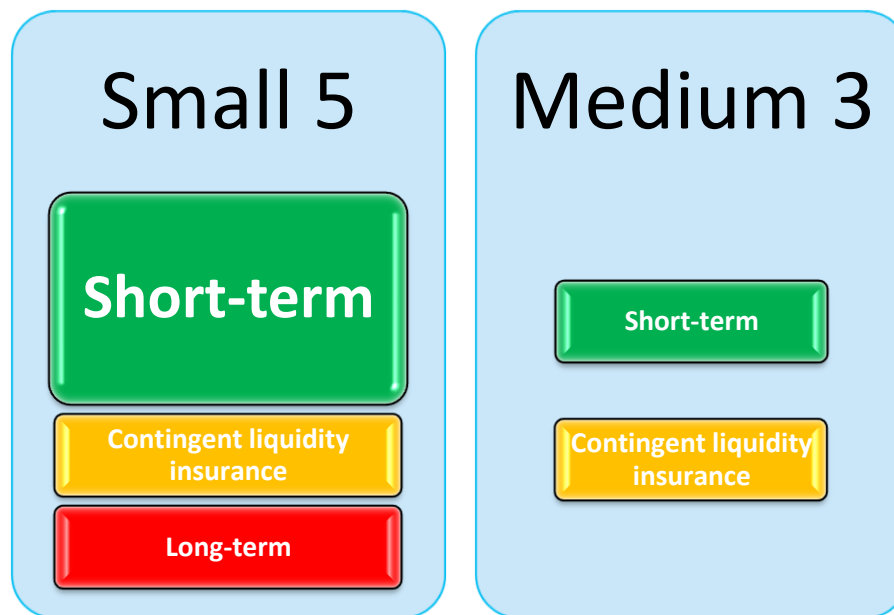 Small 5
Short-term
Contingent liquidity
insurance
Long-term
Medium 3
Short-term
Contingent liquidity
insurance